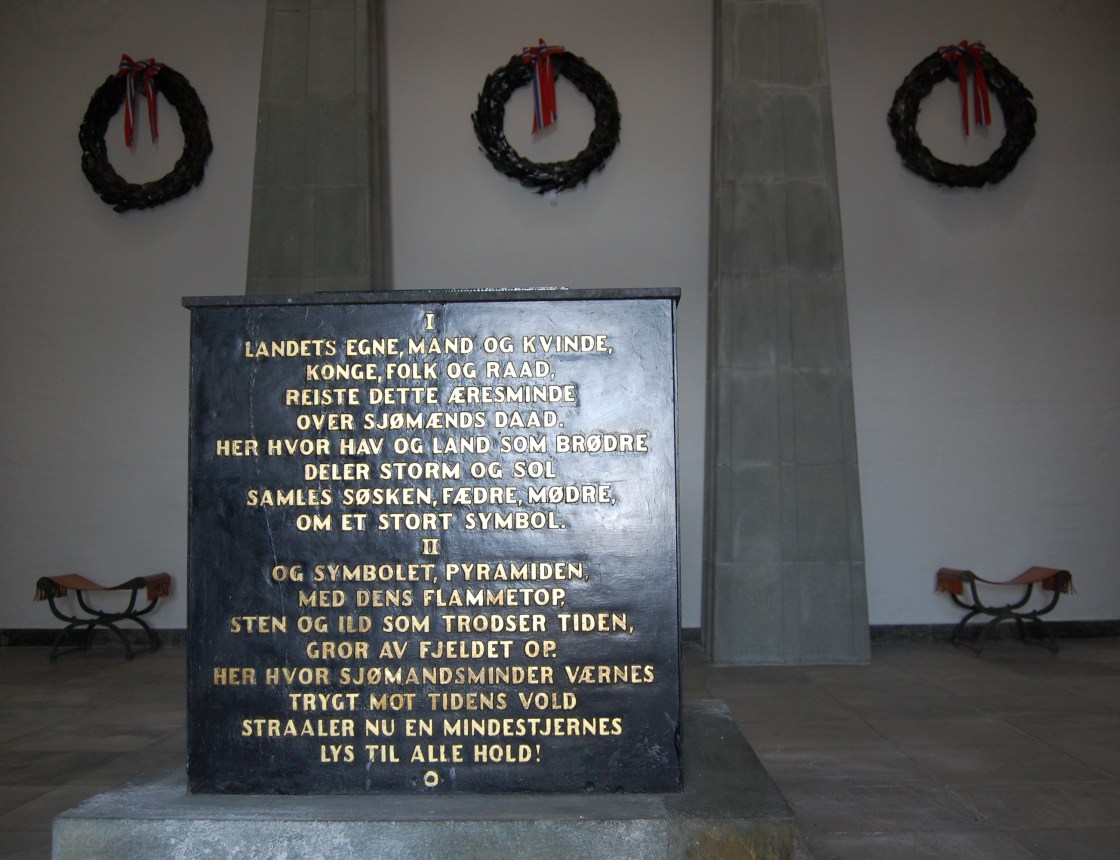 I
LANDETS EGNE, MAND OG KVINDE,
KONGE, FOLK OG RAAD,
REISTE DETTE ÆRESMINDE
OVER SJØMÆNDS DAAD.
HER HVOR HAV OG LAND SOM BRØDRE
DELER STORM OG SOL
SAMLES SØSKEN, FÆDRE, MØDRE,
OM ET STORT SYMBOL.
II
OG SYMBOLET, PYRAMIDEN,
MED DENS FLAMMETOP,
STEN OG ILD SOM TRODSER TIDEN,
GROR AV FJELDET OP.
HER HVOR SJØMANDSMINDER VÆRNES
TRYGT MOT TIDENS VOLD
STRAALER NU EN MINDESTJERNES
LYS TIL ALLE HOLD!